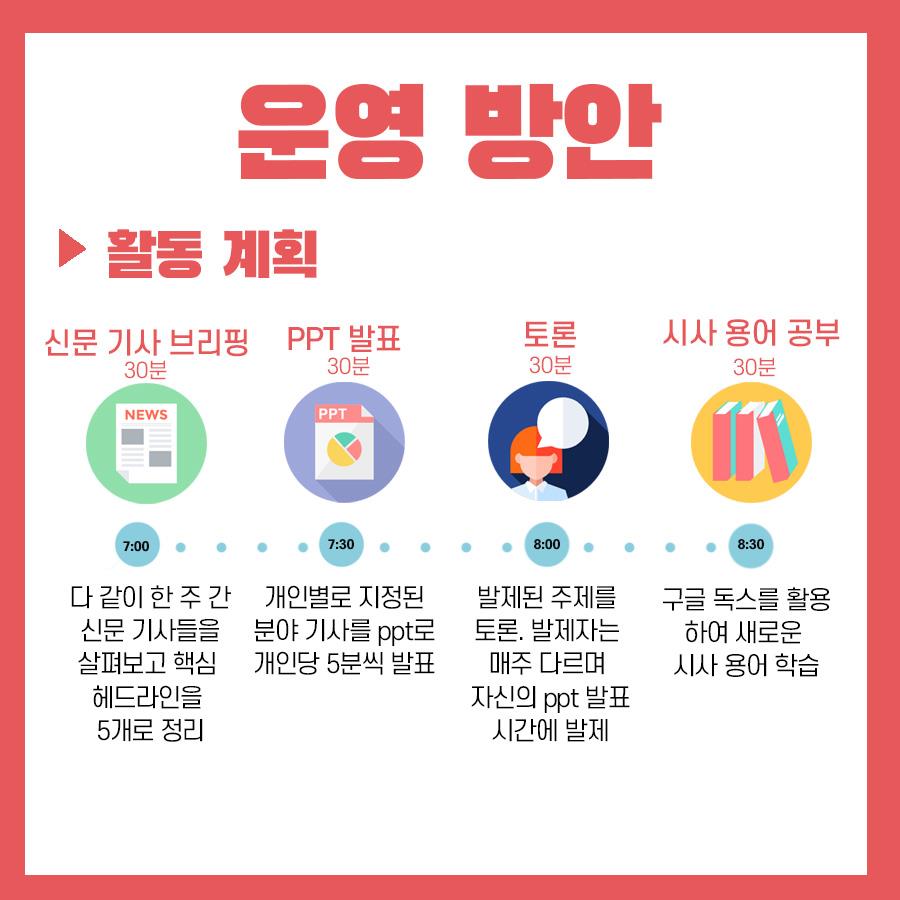 운영 방안
▶ 활동 계획
신문 기사 브리핑
30분
NEWS
7:00
다 같이 한 주 간
신문 기사들을
살펴보고 핵심
헤드라인을
5개로 정리
PPT 발표
30분
PPT
7:30
개인별로 지정된
분야 기사를 ppt로
개인당 5분씩 발표
토론
30분
8:00
발제된 주제를
토론. 발제자는
매주 다르며
자신의 ppt 발표
시간에 발제
시사 용어 공부
30분
8:30
구글 독스를 활용
하여 새로운
시사 용어 학습